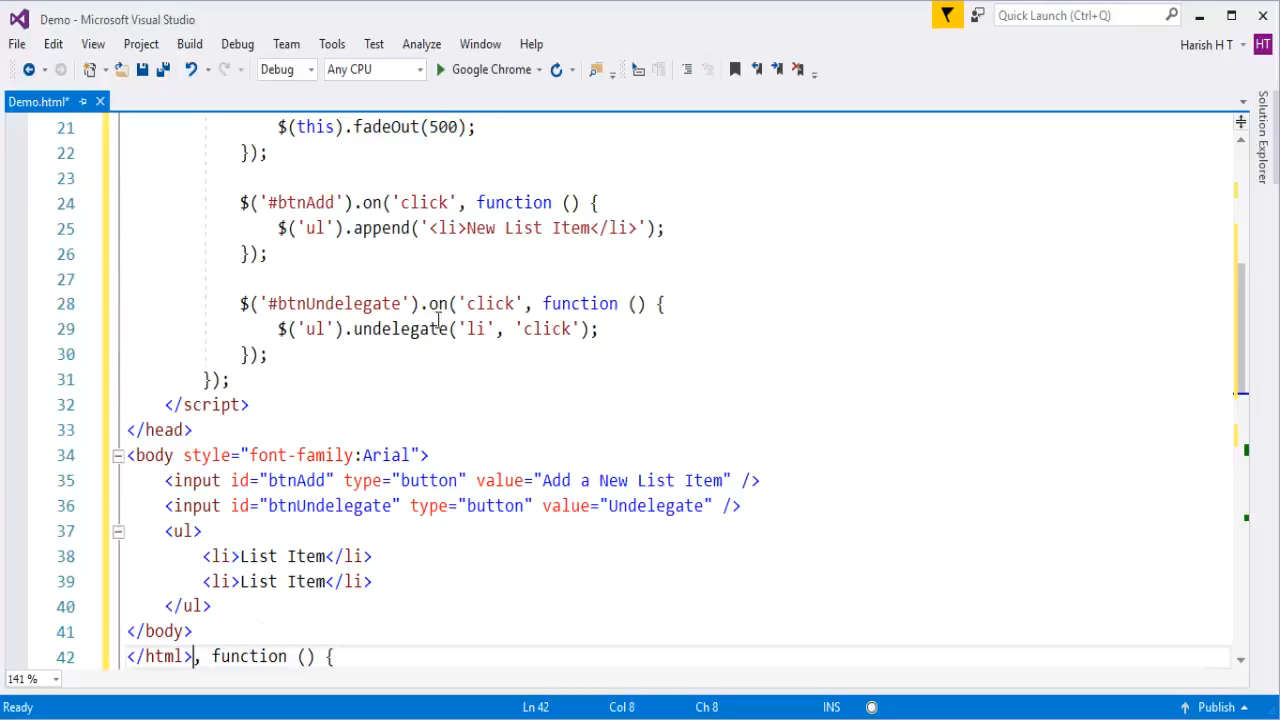 Demo - Microsoft Visual Studio
Quick Launch (Ctrl+Q)
File Edit View Project Build Debug Team Tools Test Analyze Window Help
Harish H T HT
Debug Any CPU Google Chrome
Demo.html*
Solution Explorer
21 $(this).fadeOut(500);
22 });
23
24 $('#btnAdd').on('click', function () {
25 $('ul').append('<li>New List Item</li>');
26 });
27
28 $('#btnUndelegate').on('click', function () {
29 $('ul').undelegate('li', 'click');
30 });
31 });
32 </script>
33 </head>
34 <body style="font-family:Arial">
35 <input id="btnAdd" type="button" value="Add a New List Item" />
36 <input id="btnUndelegate" type="button" value="Undelegate" />
37 <ul>
38 <li>List Item</li>
39 <li>List Item</li>
40 </ul>
41 </body>
42 </html>, function () {
141 %
Ready Ln 42 Col 8 Ch 8 INS Publish